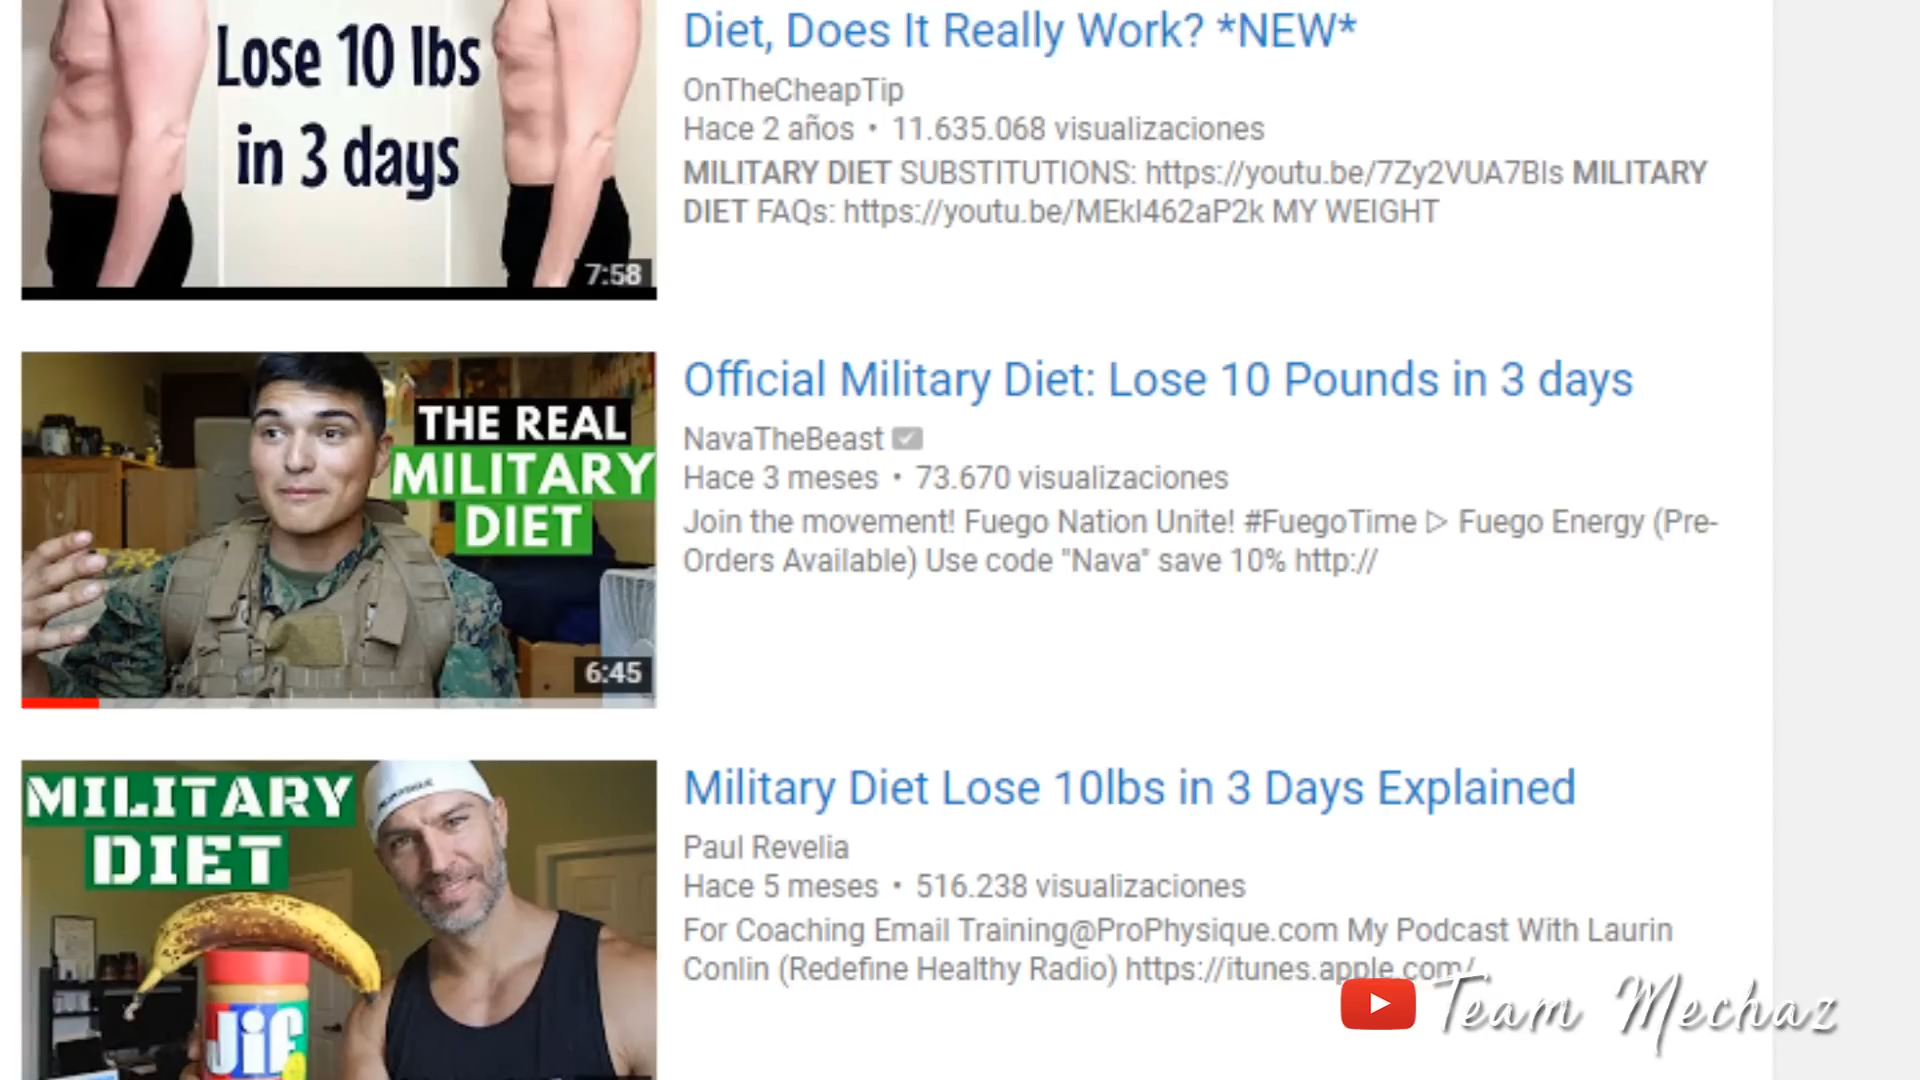 Lose 10 lbs
in 3 days
7:58
Diet, Does It Really Work? *NEW*
OnTheCheapTip
Hace 2 años • 11.635.068 visualizaciones
MILITARY DIET SUBSTITUTIONS: https://youtu.be/7Zy2VUA7BIs MILITARY
DIET FAQs: https://youtu.be/MEkl462aP2k MY WEIGHT
THE REAL
MILITARY
DIET
6:45
Official Military Diet: Lose 10 Pounds in 3 days
NavaTheBeast
Hace 3 meses • 73.670 visualizaciones
Join the movement! Fuego Nation Unite! #FuegoTime ▷ Fuego Energy (Pre-
Orders Available) Use code "Nava" save 10% http://
MILITARY
DIET
Jif
Military Diet Lose 10lbs in 3 Days Explained
Paul Revelia
Hace 5 meses • 516.238 visualizaciones
For Coaching Email Training@ProPhysique.com My Podcast With Laurin
Conlin (Redefine Healthy Radio) https://itunes.apple.com/
Team Mechaz